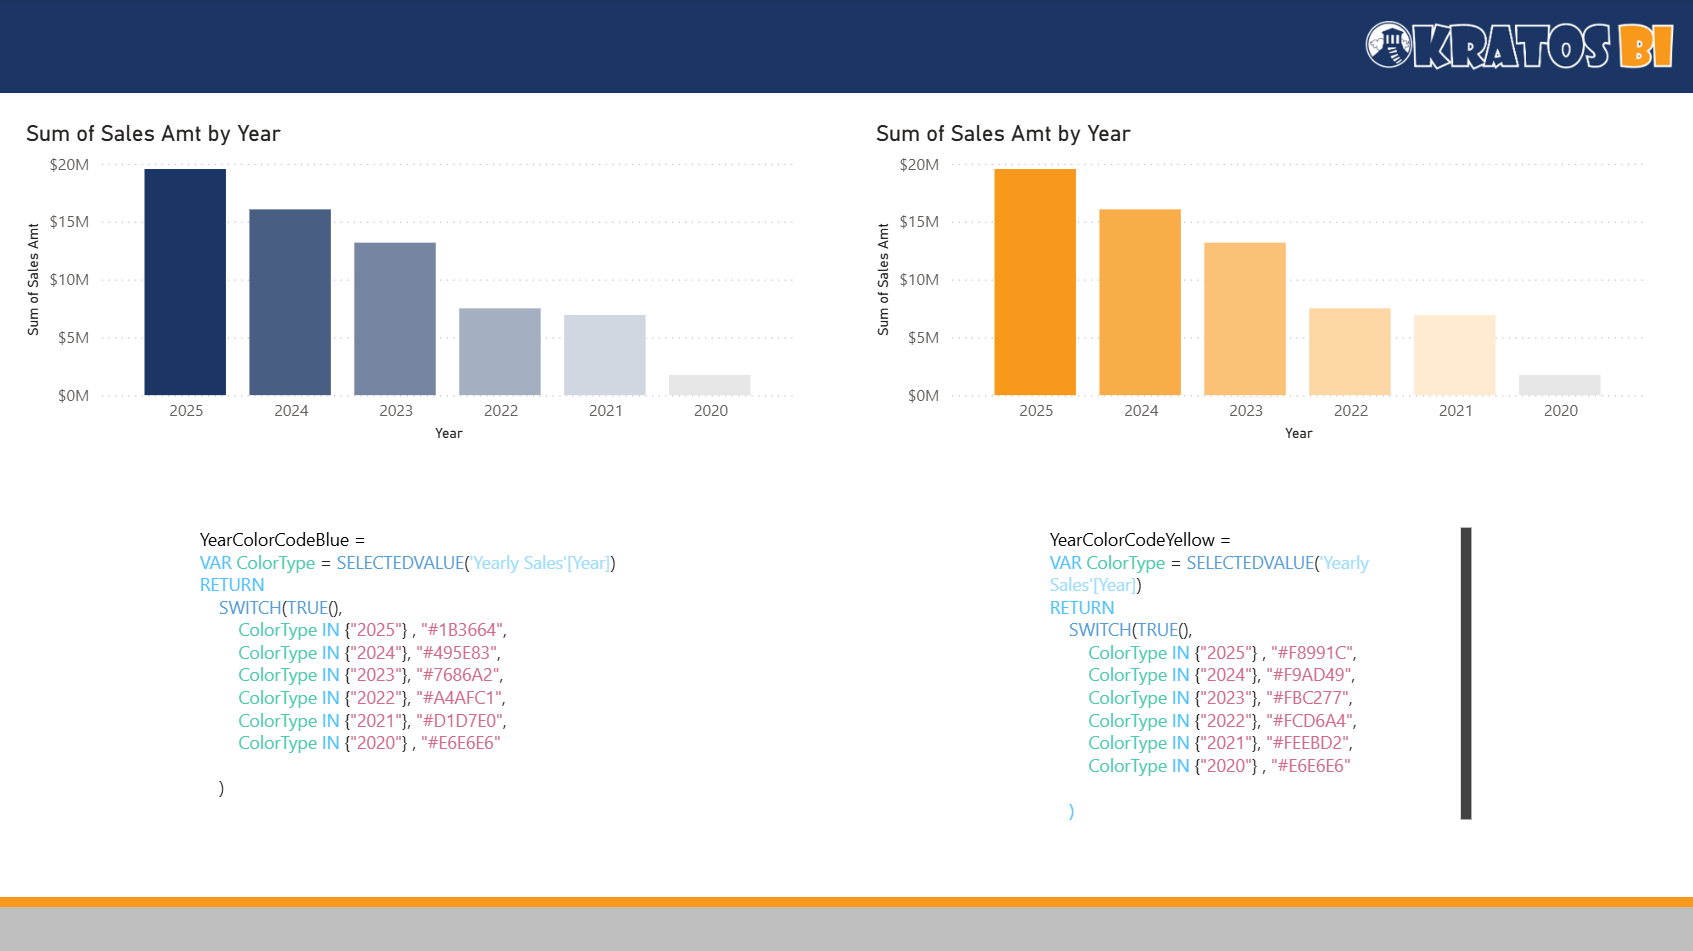 KRATOS BI
Sum of Sales Amt by Year
$20M
$15M
$10M
$5M
$0M
Sum of Sales Amt
2025 2024 2023 2022 2021 2020
Year
Sum of Sales Amt by Year
$20M
$15M
$10M
$5M
$0M
Sum of Sales Amt
2025 2024 2023 2022 2021 2020
Year
YearColorCodeBlue =
VAR ColorType = SELECTEDVALUE('Yearly Sales'[Year])
RETURN
SWITCH(TRUE(),
ColorType IN {"2025"} , "#1B3664",
ColorType IN {"2024"}, "#495E83",
ColorType IN {"2023"}, "#7686A2",
ColorType IN {"2022"}, "#A4AFC1",
ColorType IN {"2021"}, "#D1D7E0",
ColorType IN {"2020"} , "#E6E6E6"
)
YearColorCodeYellow =
VAR ColorType = SELECTEDVALUE('Yearly
Sales'[Year])
RETURN
SWITCH(TRUE(),
ColorType IN {"2025"} , "#F8991C",
ColorType IN {"2024"}, "#F9AD49",
ColorType IN {"2023"}, "#FBC277",
ColorType IN {"2022"}, "#FCD6A4",
ColorType IN {"2021"}, "#FEEBD2",
ColorType IN {"2020"} , "#E6E6E6"
)